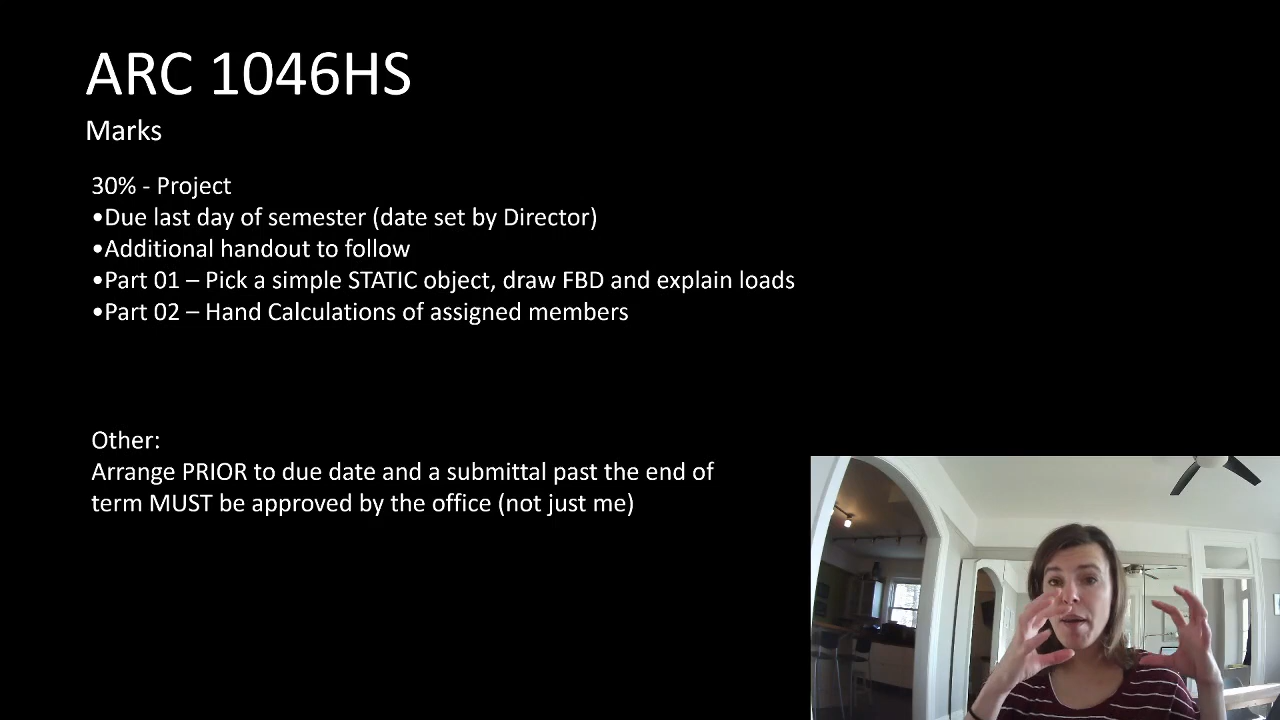 ARC 1046HS
Marks
30% - Project
•Due last day of semester (date set by Director)
•Additional handout to follow
•Part 01 – Pick a simple STATIC object, draw FBD and explain loads
•Part 02 – Hand Calculations of assigned members
Other:
Arrange PRIOR to due date and a submittal past the end of
term MUST be approved by the office (not just me)